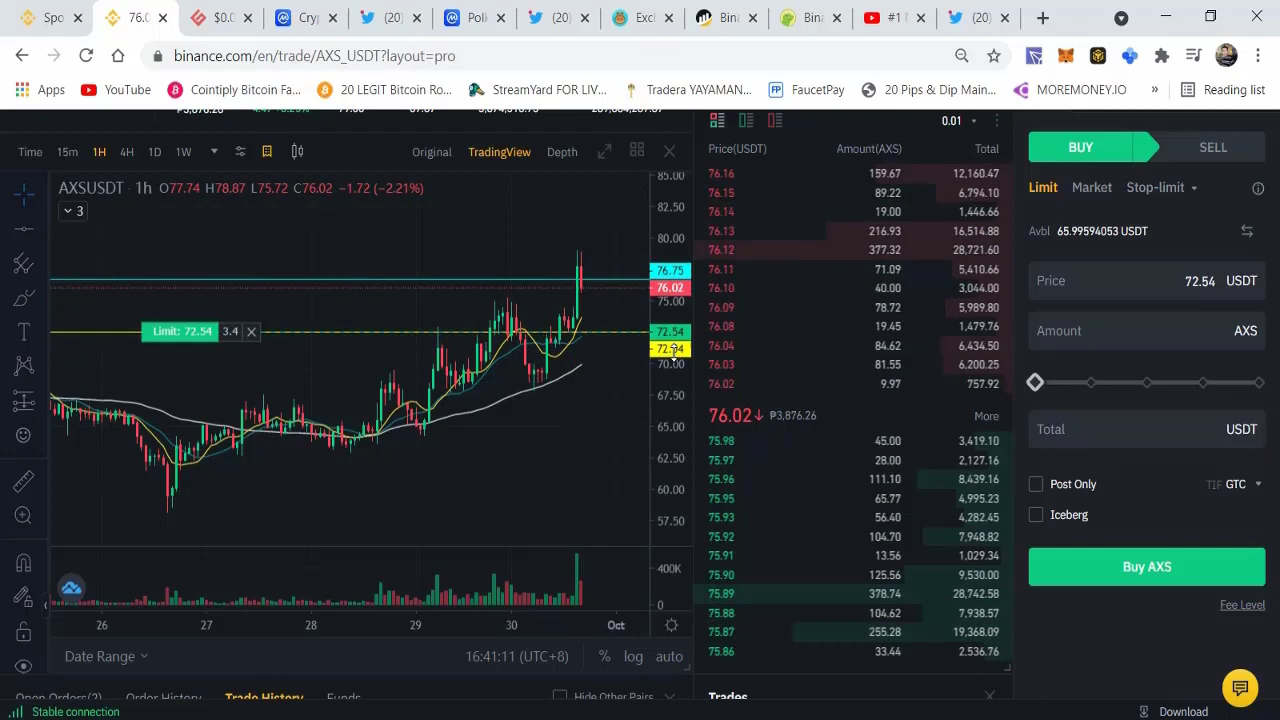 Spo
76.0
$0.0
Cryp
(20)
Polk
(20)
Excl
Bina
Bina
#1 M
(20)
binance.com/en/trade/AXS_USDT?layout=pro
Apps
YouTube
Cointiply Bitcoin Fa...
20 LEGIT Bitcoin Ro...
StreamYard FOR LIV...
Tradera YAYAMAN...
FaucetPay
20 Pips & Dip Main...
MOREMONEY.IO
»
Reading list
Time 15m 1H 4H 1D 1W
Original TradingView Depth
AXSUSDT · 1h O77.74 H78.87 L75.72 C76.02 −1.72 (−2.21%)
3
85.00
82.50
80.00
76.75
76.02
75.00
72.54
70.00
67.50
65.00
62.50
60.00
57.50
400K
0
Limit: 72.54 3.4
26 27 28 29 30 Oct
Date Range
16:41:11 (UTC+8) % log auto
Open Orders(2) Order History Trade History Funds
Hide Other Pairs
0.01
Price(USDT) Amount(AXS) Total
76.16 159.67 12,160.47
76.15 89.22 6,794.10
76.14 19.00 1,446.66
76.13 216.93 16,514.88
76.12 377.32 28,721.60
76.11 71.09 5,410.66
76.10 40.00 3,044.00
76.09 78.72 5,989.80
76.08 19.45 1,479.76
76.04 84.62 6,434.50
76.03 81.55 6,200.25
76.02 9.97 757.92
76.02↓ ₱3,876.26 More
75.98 45.00 3,419.10
75.97 28.00 2,127.16
75.96 111.10 8,439.16
75.95 65.77 4,995.23
75.93 56.40 4,282.45
75.92 104.70 7,948.82
75.91 13.56 1,029.34
75.90 125.56 9,530.00
75.89 378.74 28,742.58
75.88 104.62 7,938.57
75.87 255.28 19,368.09
75.86 33.44 2,536.76
Trades
BUY SELL
Limit Market Stop-limit
Avbl 65.99594053 USDT
Price 72.54 USDT
Amount AXS
Total USDT
Post Only TIF GTC
Iceberg
Buy AXS
Fee Level
Stable connection
Download